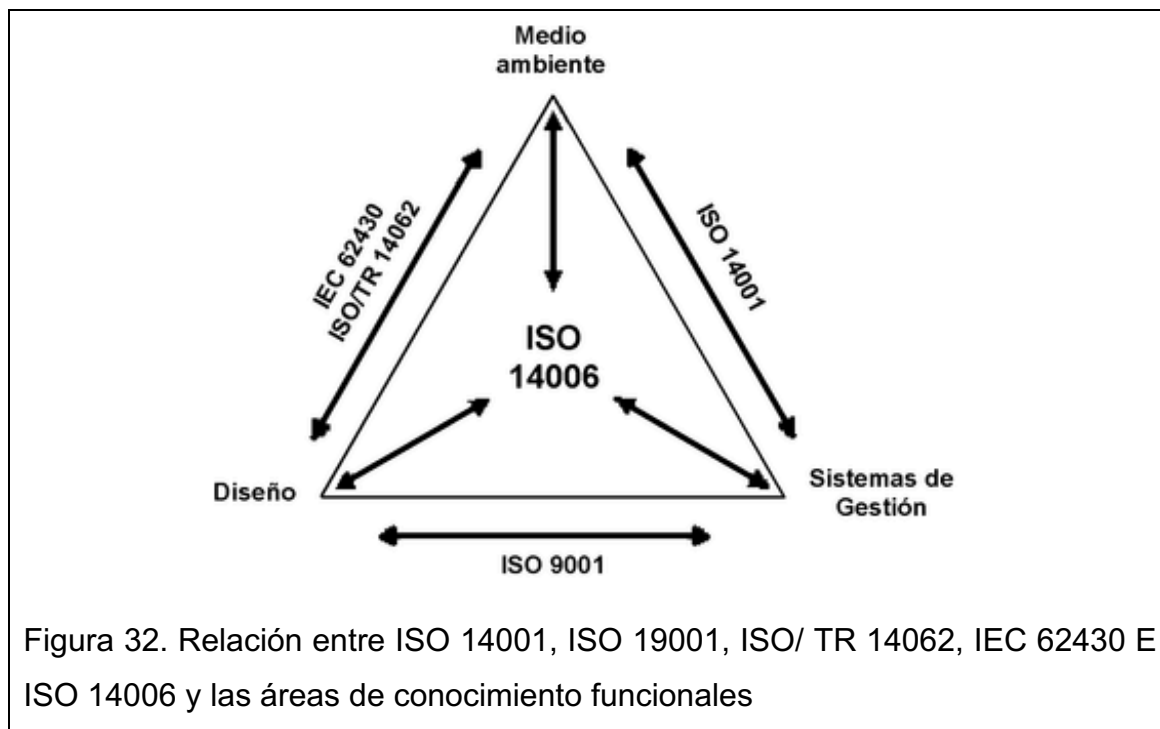 Medio
ambiente
IEC 62430
ISO/TR 14062
ISO 14001
ISO
14006
Diseño
Sistemas de
Gestión
ISO 9001
Figura 32. Relación entre ISO 14001, ISO 19001, ISO/ TR 14062, IEC 62430 E
ISO 14006 y las áreas de conocimiento funcionales